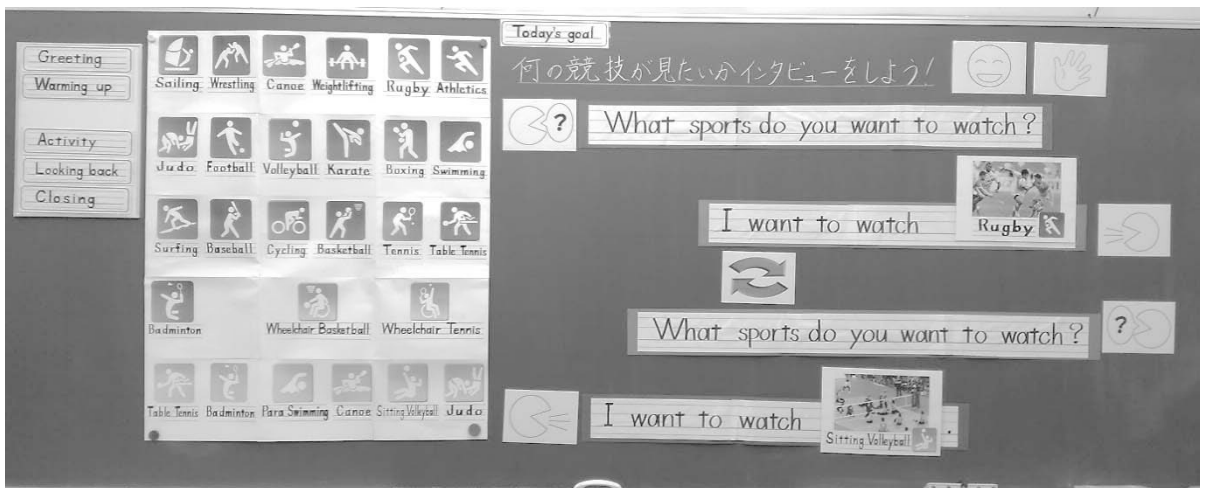 Greeting
Warming up
Activity
Looking back
Closing
Sailing Wrestling Canoe Weightlifting Rugby Athletics
Judo Football Volleyball Karate Boxing Swimming
Surfing Baseball Cycling Basketball Tennis Table Tennis
Badminton Wheelchair Basketball Wheelchair Tennis
Table Tennis Badminton Para Swimming Canoe Sitting Volleyball Judo
Today's goal
何の競技が見たいかインタビューをしよう!
? What sports do you want to watch?
I want to watch Rugby
What sports do you want to watch? ?
I want to watch Sitting Volleyball .